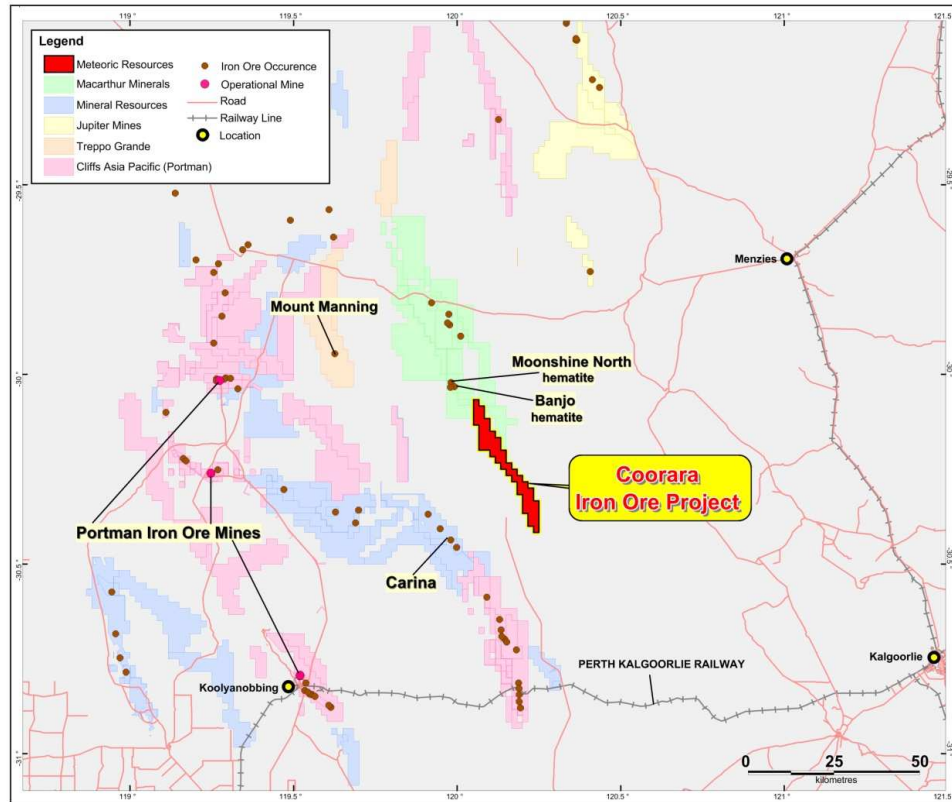 119 °
119.5 °
120 °
120.5 °
121 °
121.5
Legend
Meteoric Resources
Macarthur Minerals
Mineral Resources
Jupiter Mines
Treppo Grande
Cliffs Asia Pacific (Portman)
Iron Ore Occurence
Operational Mine
Road
Railway Line
Location
-29.5 °
-29.5 °
Menzies
Mount Manning
Moonshine North
hematite
Banjo
hematite
-30 °
-30 °
Coorara
Iron Ore Project
Portman Iron Ore Mines
Carina
-30.5 °
-30.5 °
PERTH KALGOORLIE RAILWAY
Kalgoorlie
Koolyanobbing
-31 °
-31 °
0 25 50
kilometres
119 °
119.5 °
120 °
120.5 °
121 °
121.5